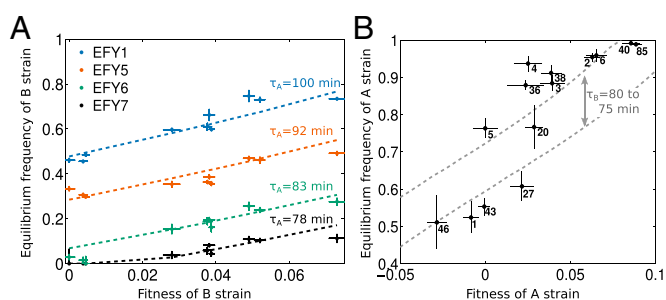 A
EFY1
EFY5
EFY6
EFY7
τA=100 min
τA=92 min
τA=83 min
τA=78 min
0.8
0.6
0.4
0.2
0
0
0.02
0.04
0.06
Equilibrium frequency of B strain
Fitness of B strain
B
40 85
2 6
4
38
3
36
τB=80 to
75 min
5
20
27
43
1
46
1
0.9
0.8
0.7
0.6
0.5
0.4
-0.05
0
0.05
0.1
Equilibrium frequency of A strain
Fitness of A strain